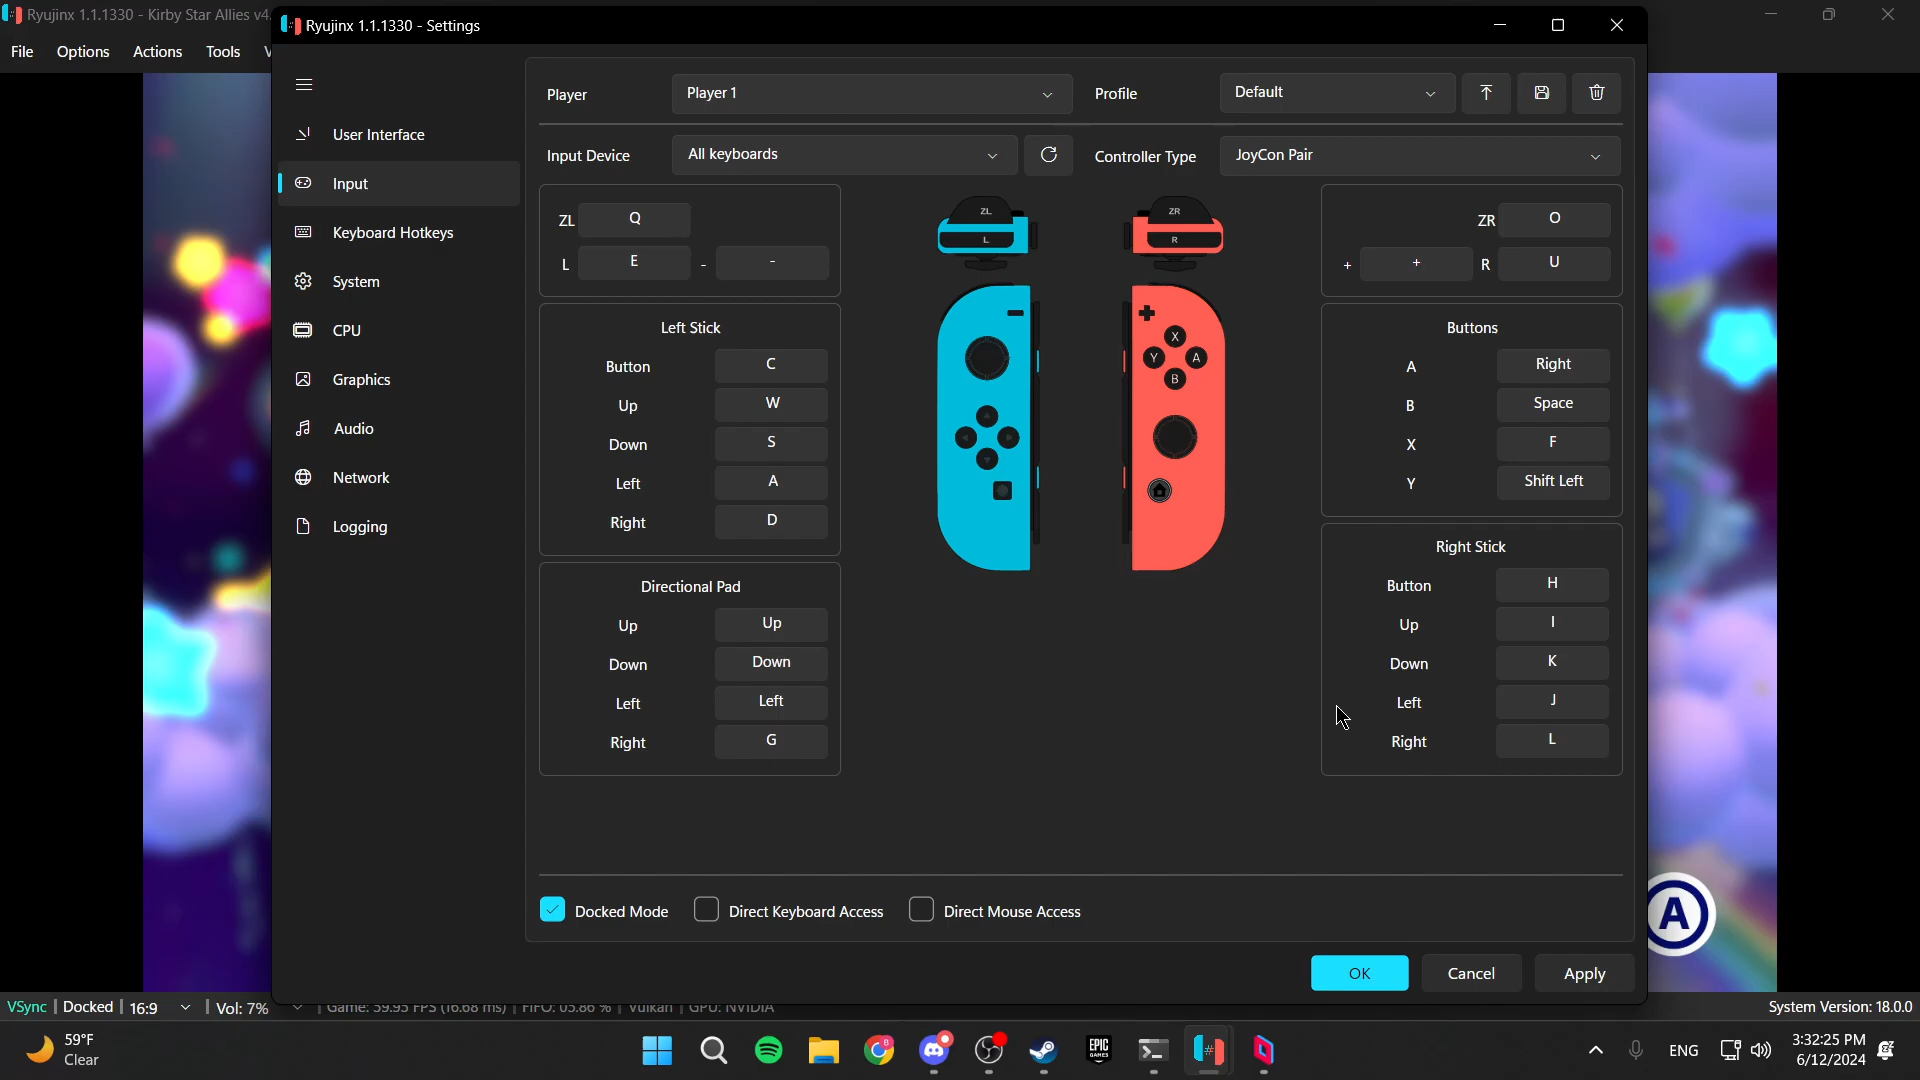 Ryujinx 1.1.1330 - Kirby Star Allies v4.
Ryujinx 1.1.1330 - Settings
File Options Actions Tools
Player Player 1 Profile Default
User Interface
Input Device All keyboards Controller Type JoyCon Pair
Input
Keyboard Hotkeys
System
CPU
Graphics
Audio
Network
Logging
ZL Q
L E - -
ZL
L
ZR
R
ZR O
+ + R U
Left Stick
Button C
Up W
Down S
Left A
Right D
X
Y A
B
Buttons
A Right
B Space
X F
Y Shift Left
Directional Pad
Up Up
Down Down
Left Left
Right G
Right Stick
Button H
Up I
Down K
Left J
Right L
Docked Mode Direct Keyboard Access Direct Mouse Access
A
OK Cancel Apply
VSync | Docked | 16:9 | Vol: 7% | Game: 59.95 FPS (16.68 ms) | FIFO: 05.86 % | Vulkan | GPU: NVIDIA
System Version: 18.0.0
59°F
Clear
EPIC
GAMES
ENG
3:32:25 PM
6/12/2024